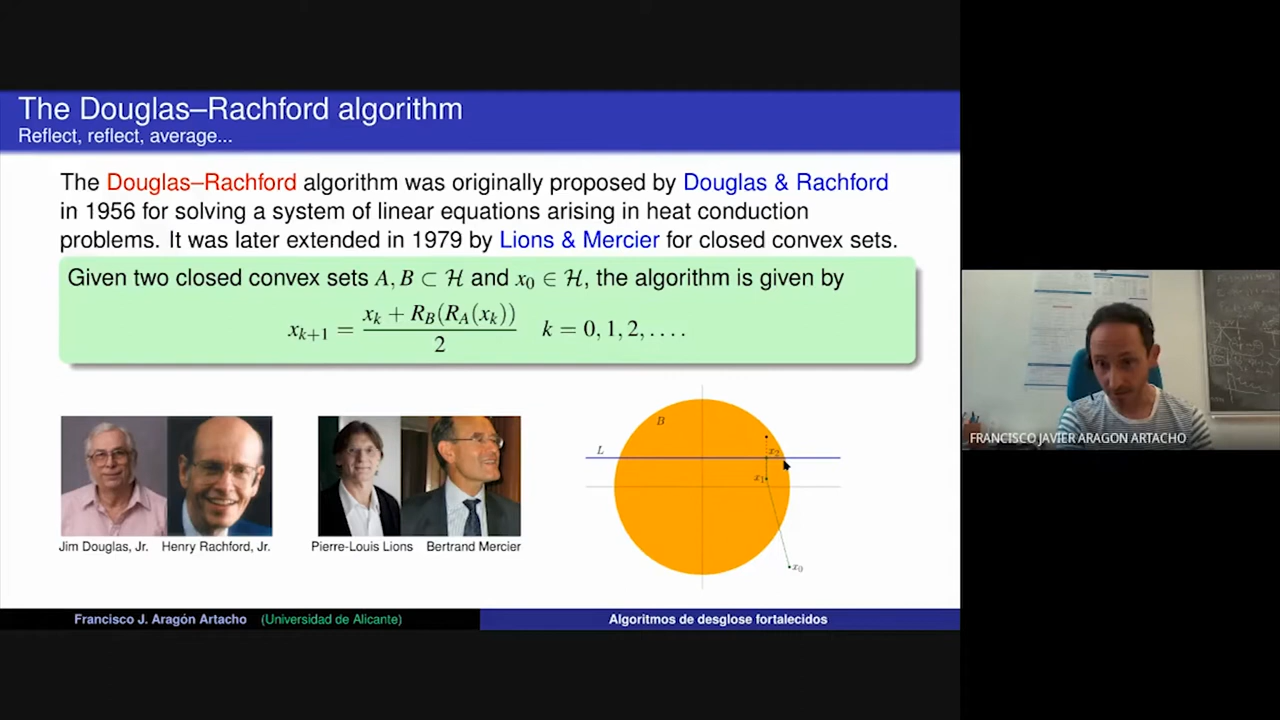 The Douglas–Rachford algorithm
Reflect, reflect, average...
The Douglas–Rachford algorithm was originally proposed by Douglas & Rachford
in 1956 for solving a system of linear equations arising in heat conduction
problems. It was later extended in 1979 by Lions & Mercier for closed convex sets.
Given two closed convex sets A, B ⊂ ℋ and x₀ ∈ ℋ, the algorithm is given by
xₖ₊₁ = (xₖ + R_B(R_A(xₖ))) / 2   k = 0, 1, 2, . . . .
B
L
x₂
x₁
x₀
Jim Douglas, Jr.   Henry Rachford, Jr.   Pierre-Louis Lions   Bertrand Mercier
FRANCISCO JAVIER ARAGON ARTACHO
Francisco J. Aragón Artacho   (Universidad de Alicante)   Algoritmos de desglose fortalecidos